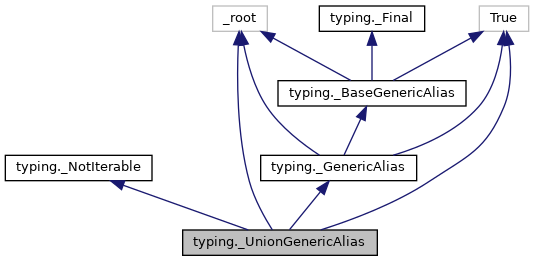 _root
typing._Final
True
typing._BaseGenericAlias
typing._NotIterable
typing._GenericAlias
typing._UnionGenericAlias